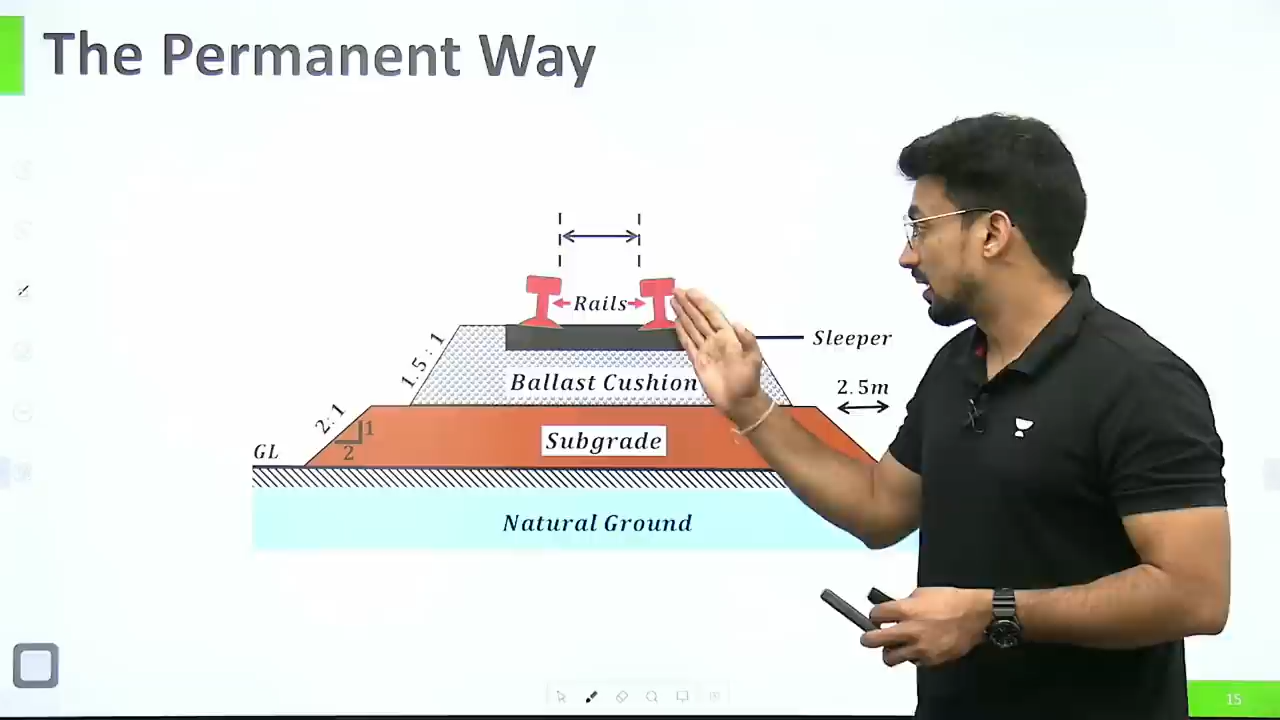 The Permanent Way
Rails
1.5:1
Sleeper
Ballast Cushion
2.5m
2:1
1
2
Subgrade
GL
Natural Ground
15